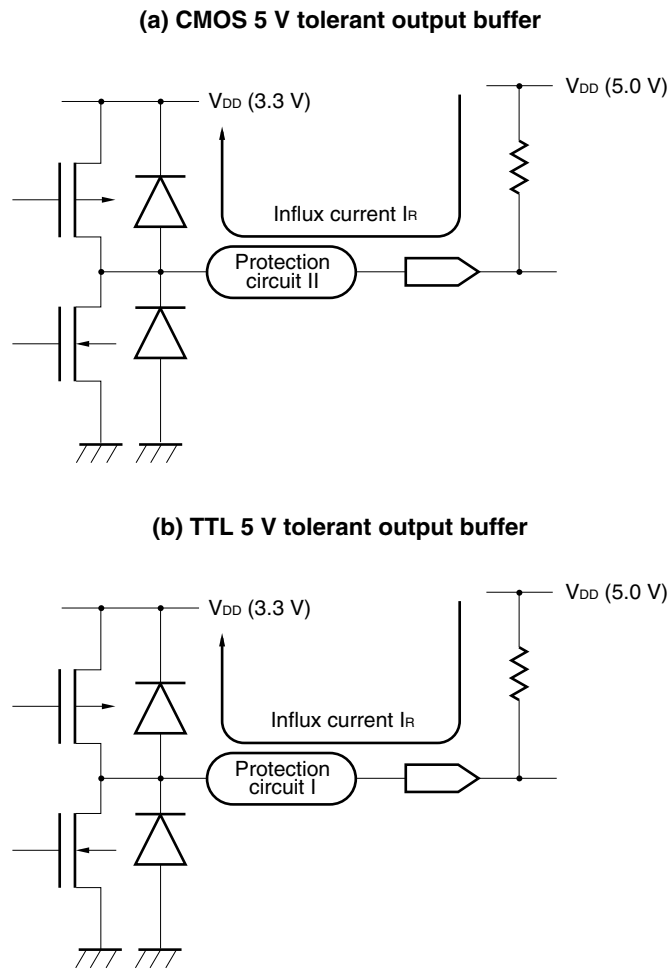 (a) CMOS 5 V tolerant output buffer
VDD (3.3 V)
VDD (5.0 V)
Influx current IR
Protection
circuit II
(b) TTL 5 V tolerant output buffer
VDD (3.3 V)
VDD (5.0 V)
Influx current IR
Protection
circuit I